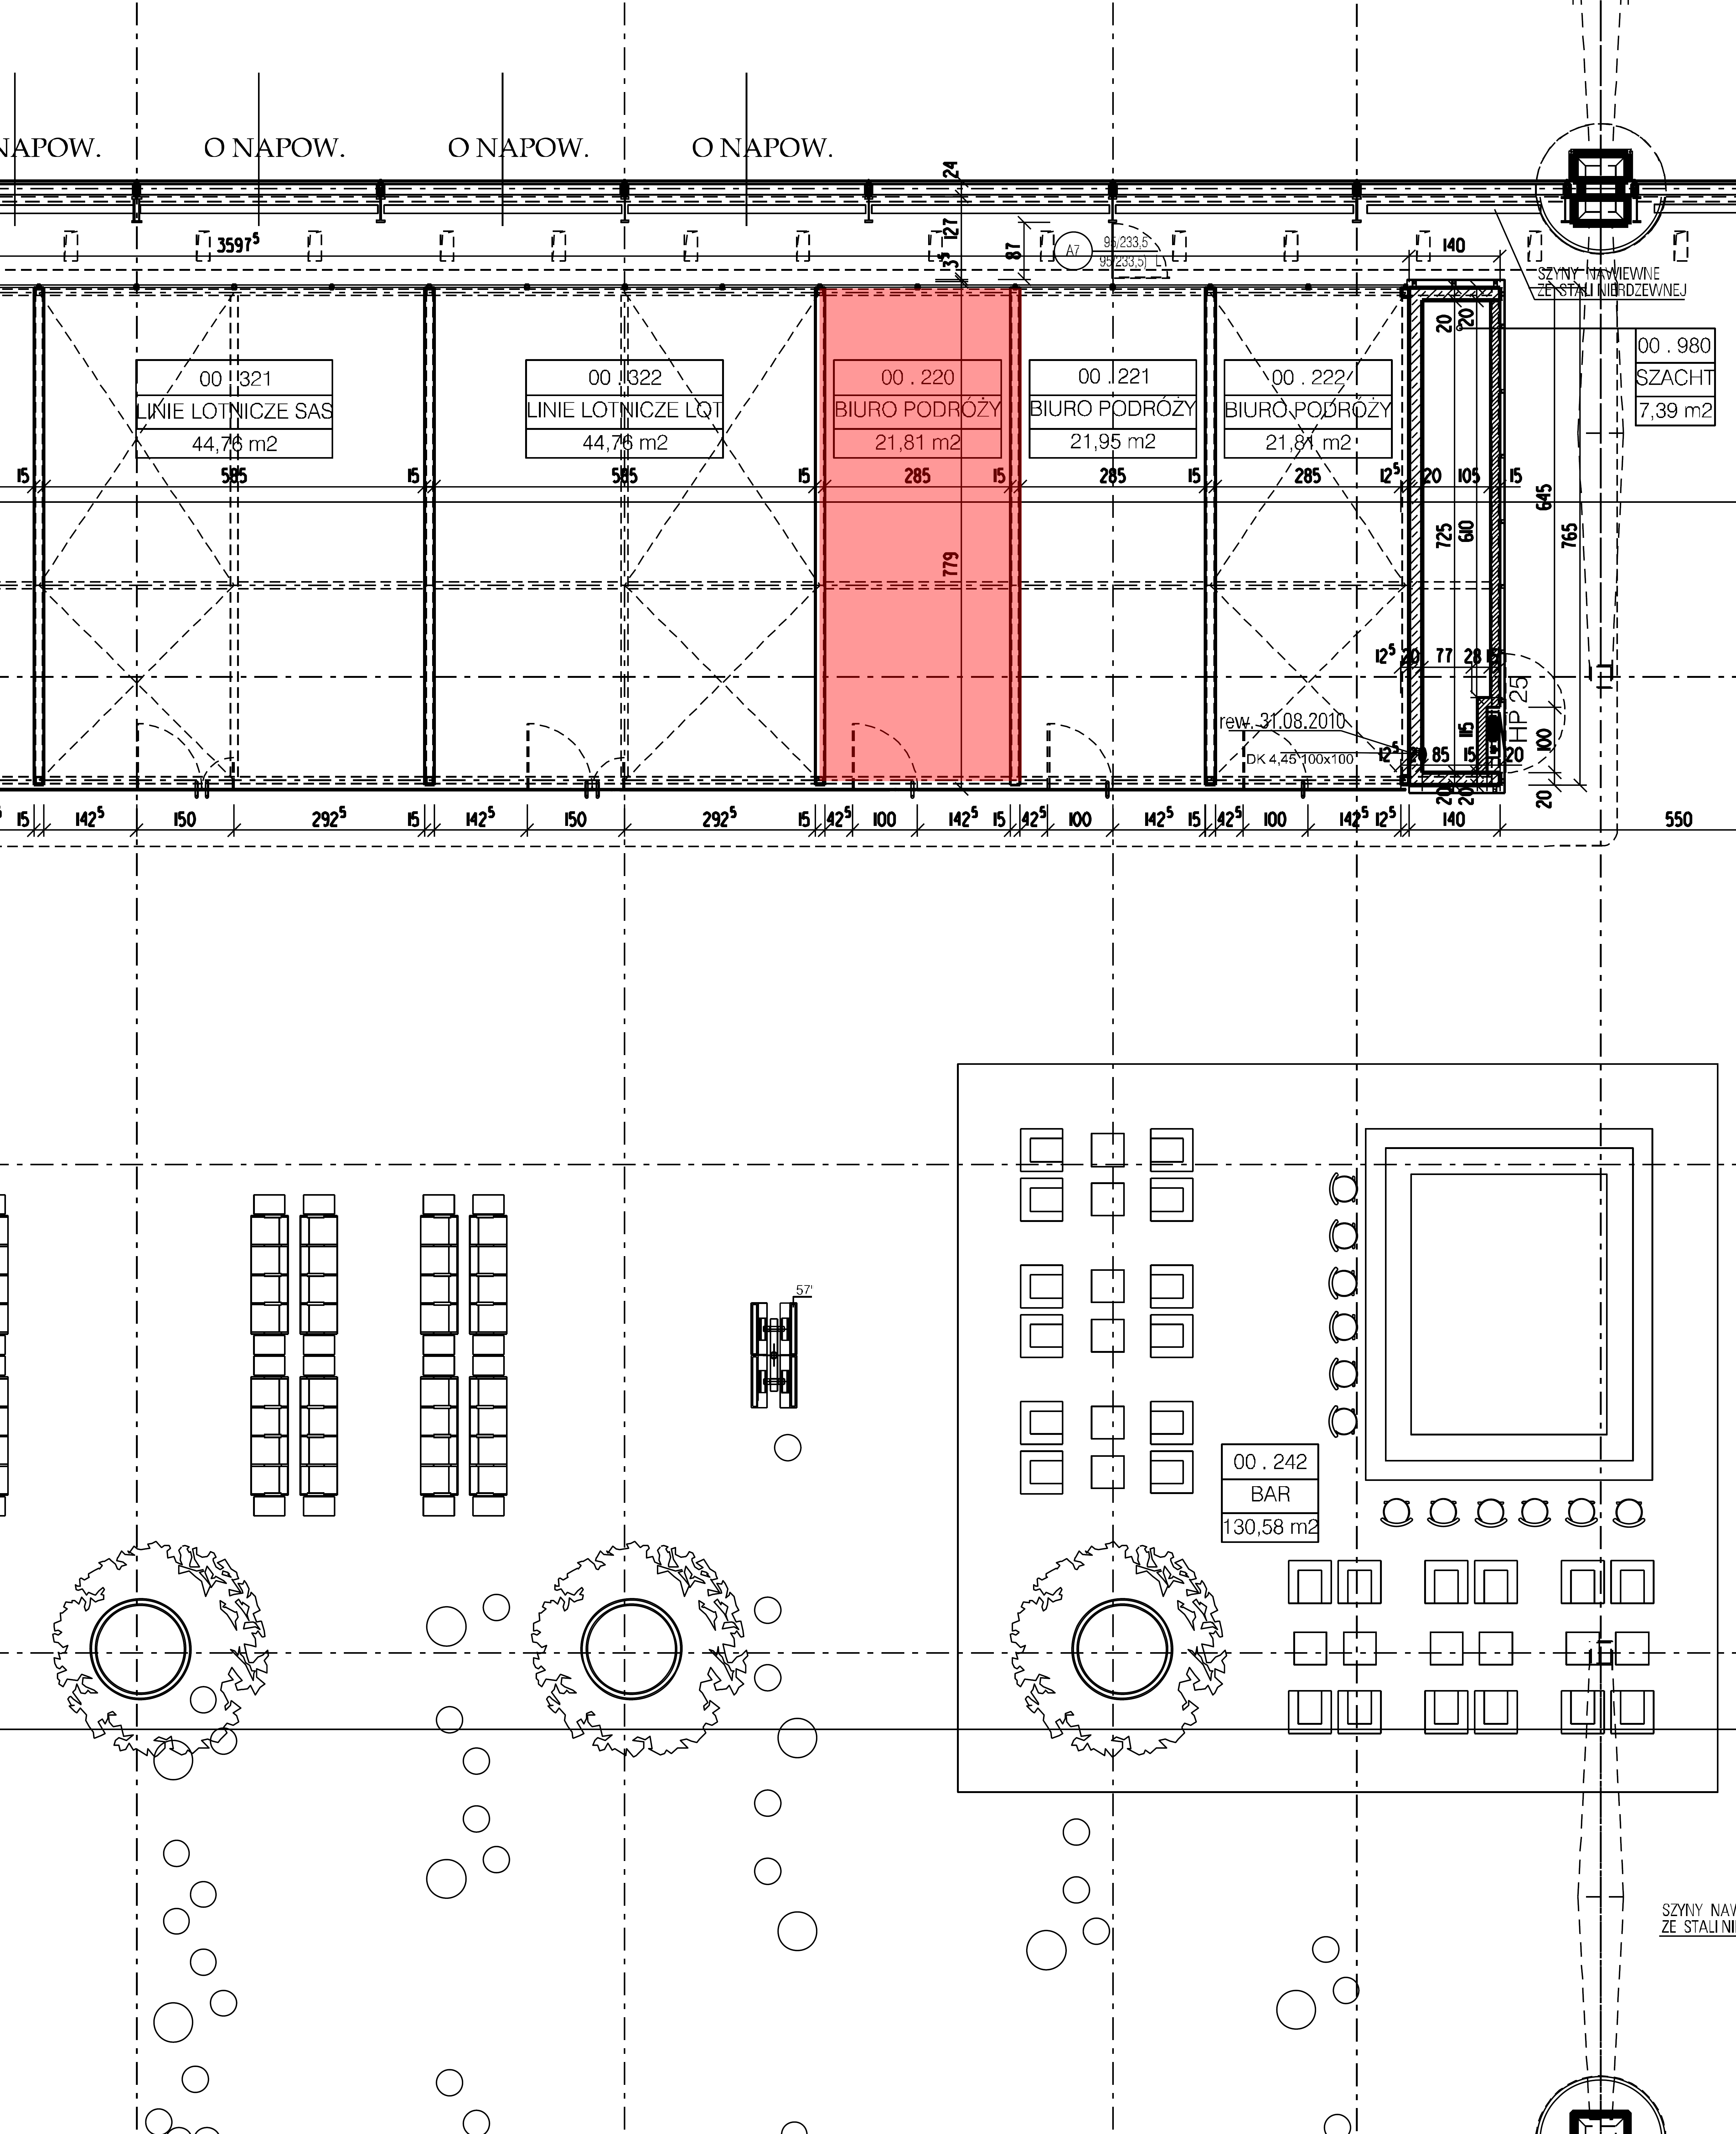 NAPOW.
O NAPOW.
O NAPOW.
O NAPOW.
24
127
3⁵
87
A7
95/233,5
95/233,5 L
3597⁵
140
SZYNY NAWIEWNE
ZE STALI NIERDZEWNEJ
00 . 321
LINIE LOTNICZE SAS
44,76 m2
00 . 322
LINIE LOTNICZE LOT
44,76 m2
00 . 220
BIURO PODRÓŻY
21,81 m2
00 . 221
BIURO PODRÓŻY
21,95 m2
00 . 222
BIURO PODRÓŻY
21,81 m2
00 . 980
SZACHT
7,39 m2
20 20
15 585 15 585 15 285 15 285 15 285 12⁵ 20 105 15
779
725
610
645
765
12⁵ 20 77 28 15
HP 25
rew. 31.08.2010
DK 4,45 100x100
115
100
12⁵ 20 85 15 20
20 20 20
15 142⁵ 150 292⁵ 15 142⁵ 150 292⁵ 15 42⁵ 100 142⁵ 15 42⁵ 100 142⁵ 15 42⁵ 100 142⁵ 12⁵ 140 550
57
00 . 242
BAR
130,58 m2
SZYNY NAW
ZE STALI NI